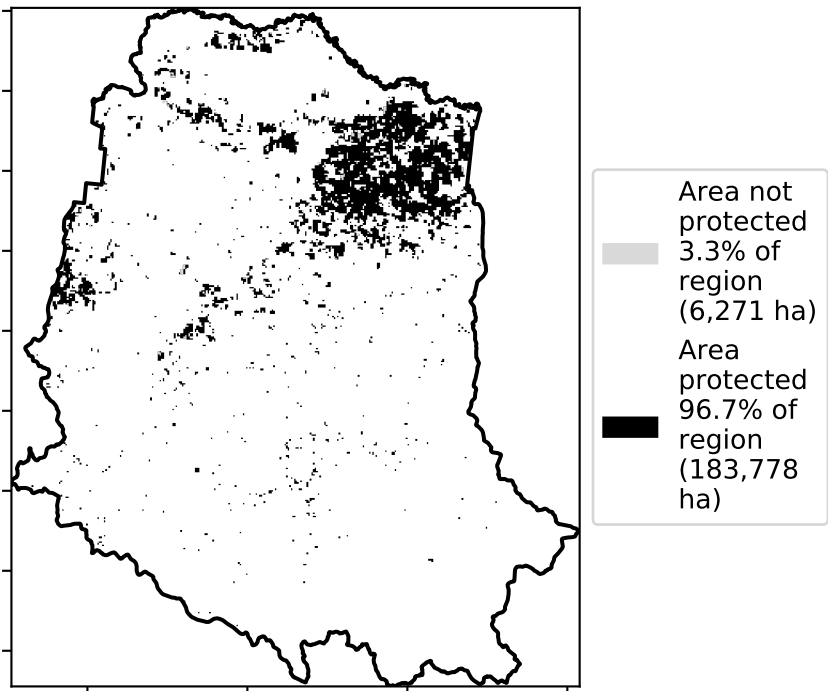 Area not
protected
3.3% of
region
(6,271 ha)
Area
protected
96.7% of
region
(183,778
ha)